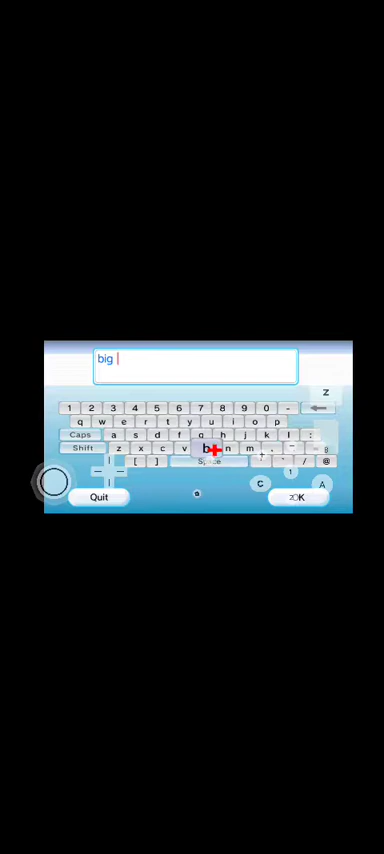 big
Z
1 2 3 4 5 6 7 8 9 0 -
q w e r t y u i o p
Caps a s d f g h j k l :
Shift z x c v b n m ,
[ ] Space ` / @
1
C A
Quit OK